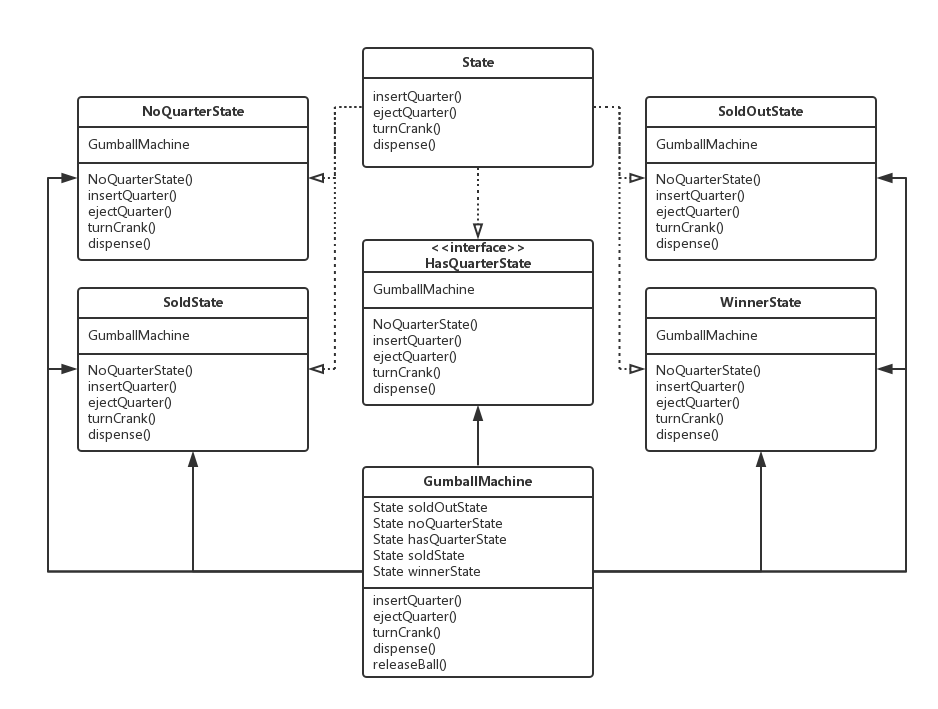 State
insertQuarter()
ejectQuarter()
turnCrank()
dispense()
NoQuarterState
GumballMachine
NoQuarterState()
insertQuarter()
ejectQuarter()
turnCrank()
dispense()
SoldOutState
GumballMachine
NoQuarterState()
insertQuarter()
ejectQuarter()
turnCrank()
dispense()
<<interface>>
HasQuarterState
GumballMachine
NoQuarterState()
insertQuarter()
ejectQuarter()
turnCrank()
dispense()
SoldState
GumballMachine
NoQuarterState()
insertQuarter()
ejectQuarter()
turnCrank()
dispense()
WinnerState
GumballMachine
NoQuarterState()
insertQuarter()
ejectQuarter()
turnCrank()
dispense()
GumballMachine
State soldOutState
State noQuarterState
State hasQuarterState
State soldState
State winnerState
insertQuarter()
ejectQuarter()
turnCrank()
dispense()
releaseBall()